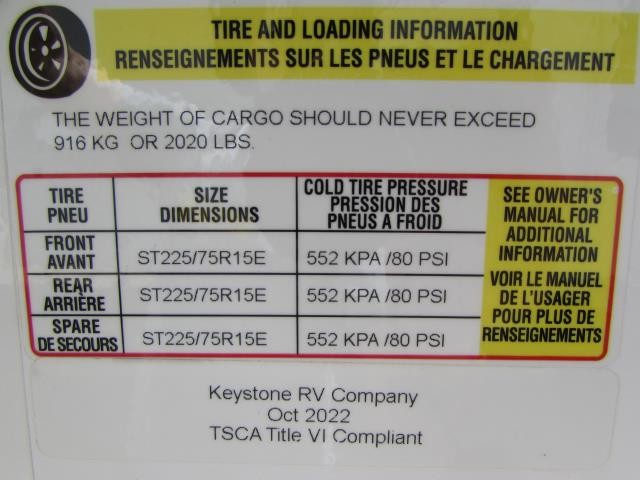 TIRE AND LOADING INFORMATION
RENSEIGNEMENTS SUR LES PNEUS ET LE CHARGEMENT
THE WEIGHT OF CARGO SHOULD NEVER EXCEED
916 KG OR 2020 LBS.
TIRE
PNEU
SIZE
DIMENSIONS
COLD TIRE PRESSURE
PRESSION DES
PNEUS A FROID
FRONT
AVANT
ST225/75R15E
552 KPA /80 PSI
REAR
ARRIÈRE
ST225/75R15E
552 KPA /80 PSI
SPARE
DE SECOURS
ST225/75R15E
552 KPA /80 PSI
SEE OWNER'S
MANUAL FOR
ADDITIONAL
INFORMATION
VOIR LE MANUEL
DE L'USAGER
POUR PLUS DE
RENSEIGNEMENTS
Keystone RV Company
Oct 2022
TSCA Title VI Compliant